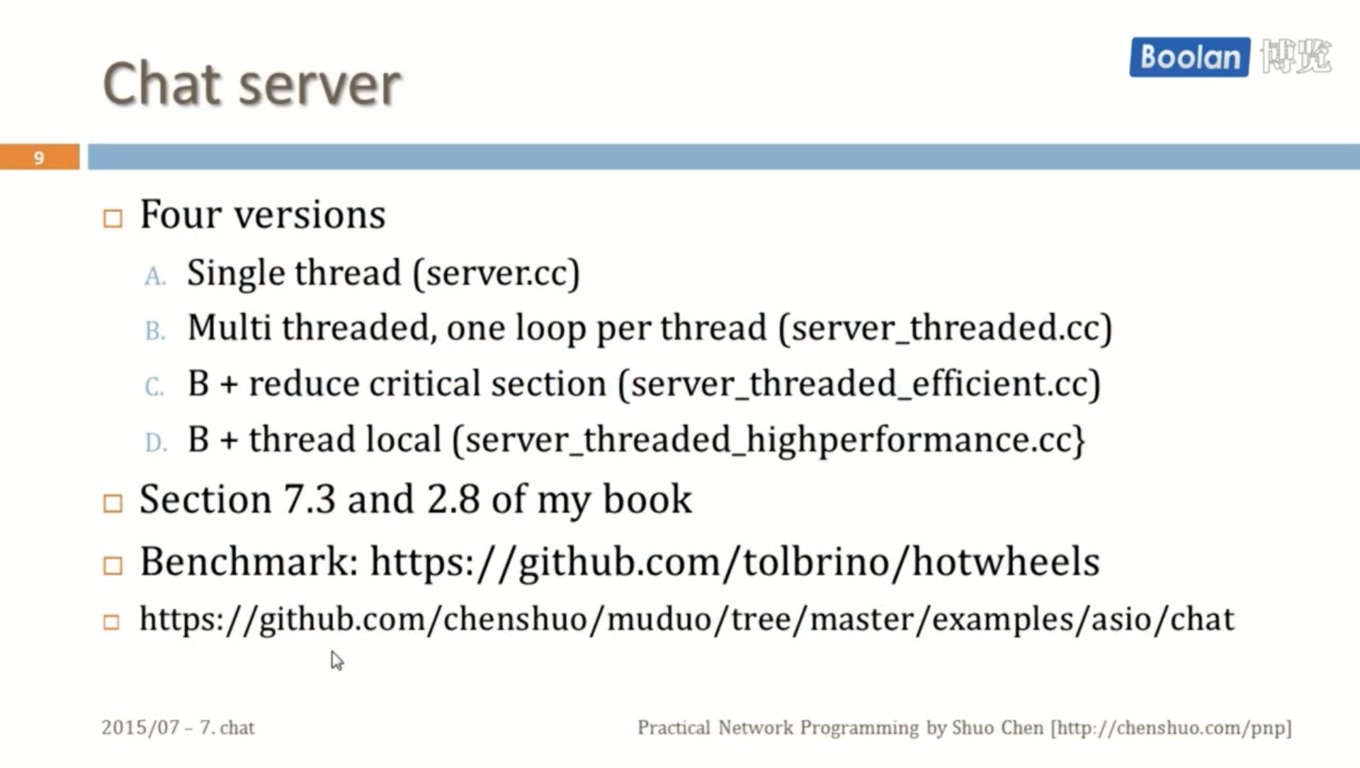 Chat server
Boolan 博览
9
Four versions
A. Single thread (server.cc)
B. Multi threaded, one loop per thread (server_threaded.cc)
C. B + reduce critical section (server_threaded_efficient.cc)
D. B + thread local (server_threaded_highperformance.cc}
Section 7.3 and 2.8 of my book
Benchmark: https://github.com/tolbrino/hotwheels
https://github.com/chenshuo/muduo/tree/master/examples/asio/chat
2015/07 – 7. chat
Practical Network Programming by Shuo Chen [http://chenshuo.com/pnp]